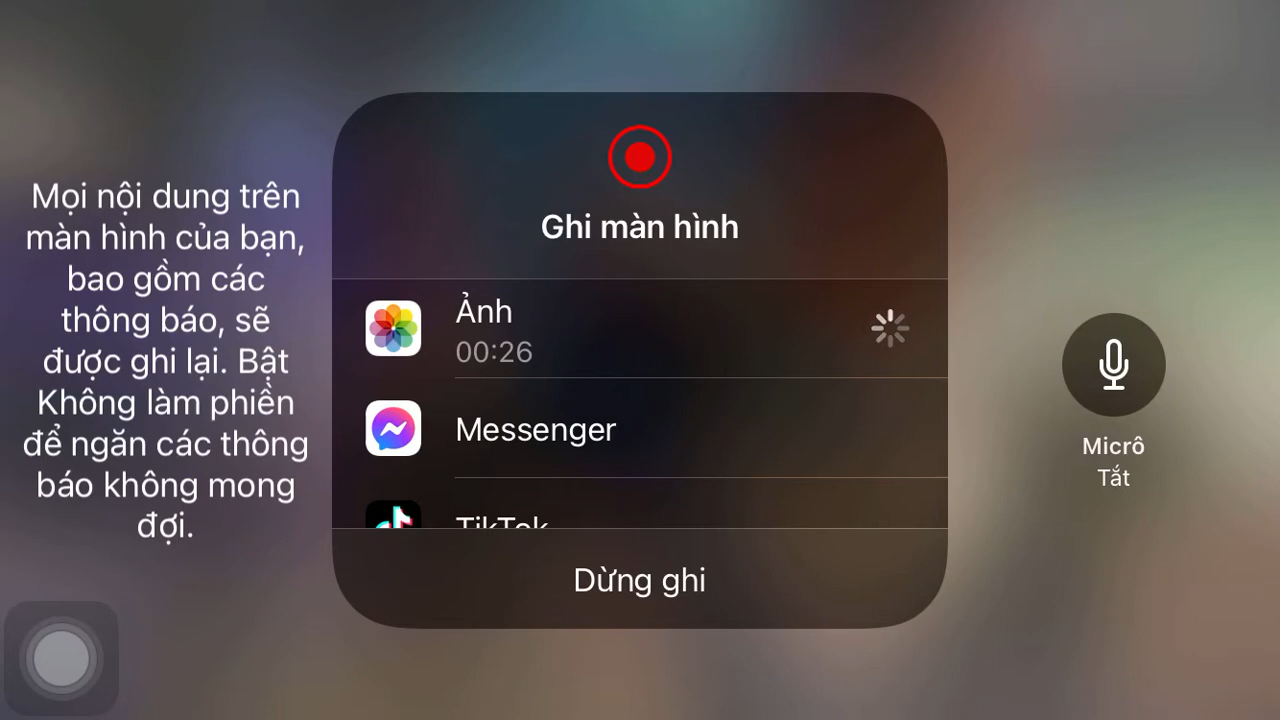 Mọi nội dung trên
màn hình của bạn,
bao gồm các
thông báo, sẽ
được ghi lại. Bật
Không làm phiền
để ngăn các thông
báo không mong
đợi.
Ghi màn hình
Ảnh
00:26
Messenger
TikTok
Dừng ghi
Micrô
Tắt